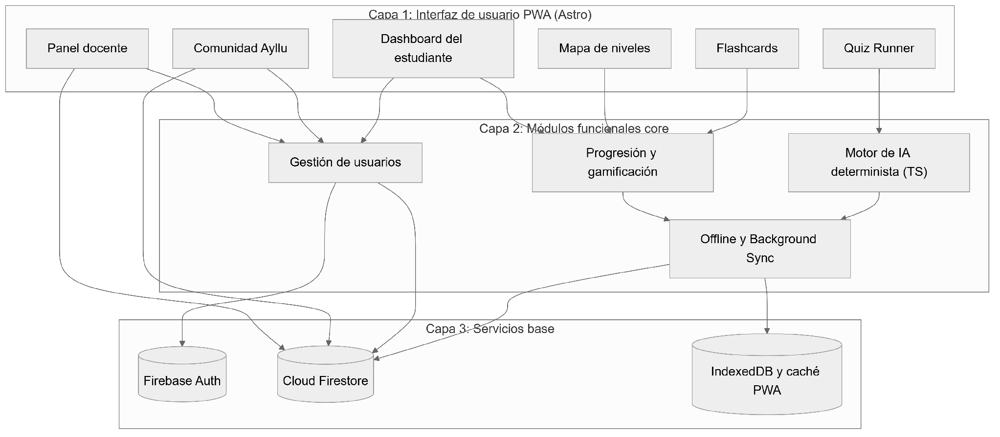 Capa 1: Interfaz de usuario PWA (Astro)
Panel docente
Comunidad Ayllu
Dashboard del
estudiante
Mapa de niveles
Flashcards
Quiz Runner
Capa 2: Módulos funcionales core
Gestión de usuarios
Progresión y
gamificación
Motor de IA
determinista (TS)
Offline y Background
Sync
Capa 3: Servicios base
Firebase Auth
Cloud Firestore
IndexedDB y caché
PWA